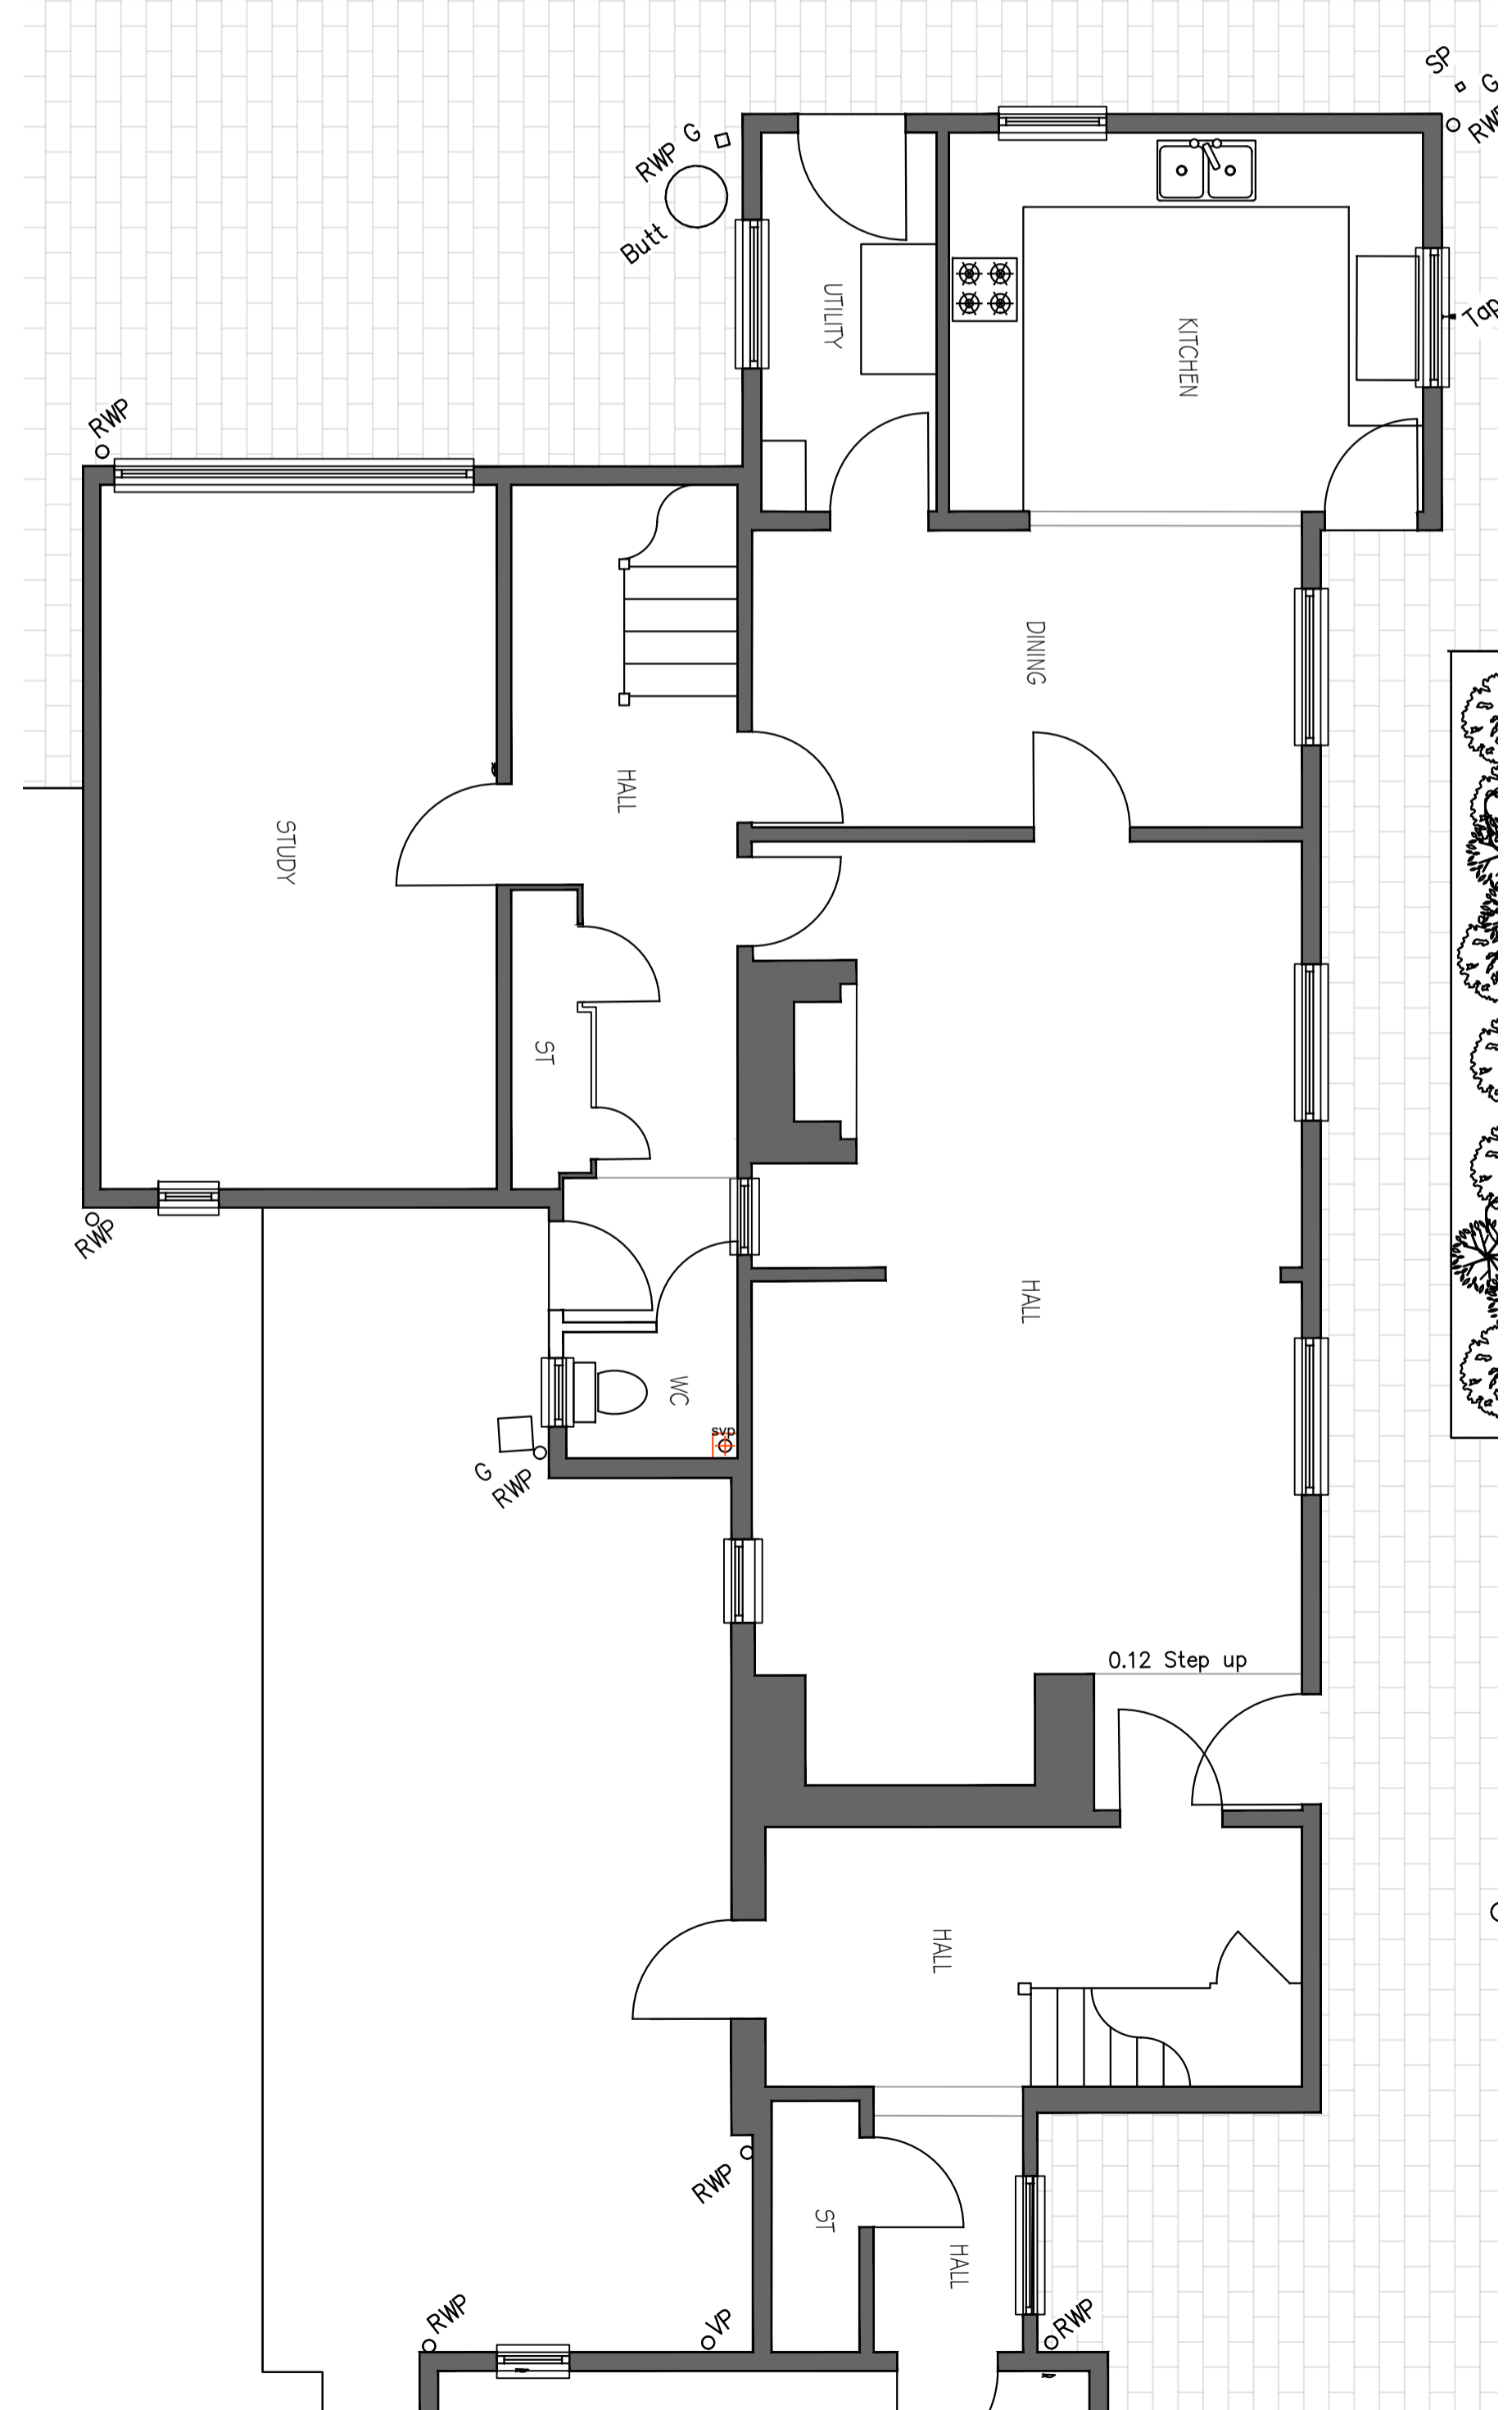 SP
G
RWP
RWP G
Butt
Tap
UTILITY
KITCHEN
RWP
DINING
HALL
STUDY
ST
RWP
HALL
WC
svp
G
RWP
0.12 Step up
HALL
RWP
ST
HALL
RWP
VP
RWP